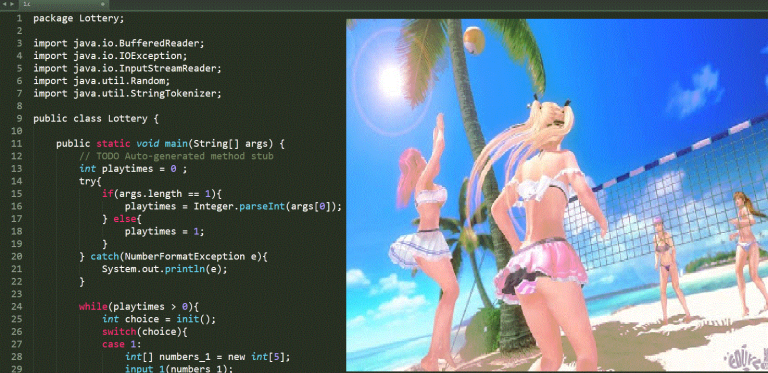 1 package Lottery;
2
3 import java.io.BufferedReader;
4 import java.io.IOException;
5 import java.io.InputStreamReader;
6 import java.util.Random;
7 import java.util.StringTokenizer;
8
9 public class Lottery {
10
11 public static void main(String[] args) {
12 // TODO Auto-generated method stub
13 int playtimes = 0 ;
14 try{
15 if(args.length == 1){
16 playtimes = Integer.parseInt(args[0]);
17 } else{
18 playtimes = 1;
19 }
20 } catch(NumberFormatException e){
21 System.out.println(e);
22 }
23
24 while(playtimes > 0){
25 int choice = init();
26 switch(choice){
27 case 1:
28 int[] numbers_1 = new int[5];
29 input_1(numbers_1);